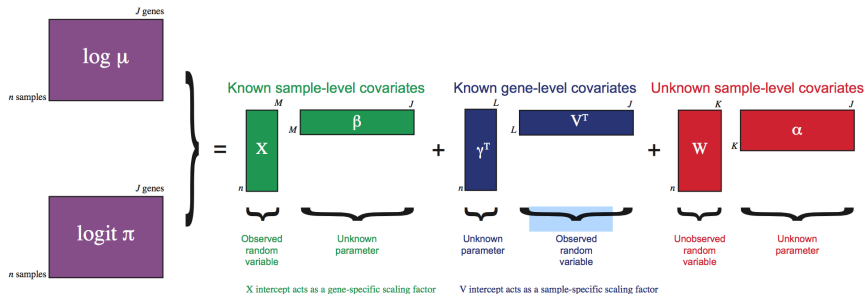 J genes
log μ
n samples
J genes
logit π
n samples
=
Known sample-level covariates
M
X
n
M
J
β
Observed
random
variable
Unknown
parameter
X intercept acts as a gene-specific scaling factor
+
Known gene-level covariates
L
γᵀ
n
L
J
Vᵀ
Unknown
parameter
Observed
random
variable
V intercept acts as a sample-specific scaling factor
+
Unknown sample-level covariates
K
W
n
K
J
α
Unobserved
random
variable
Unknown
parameter